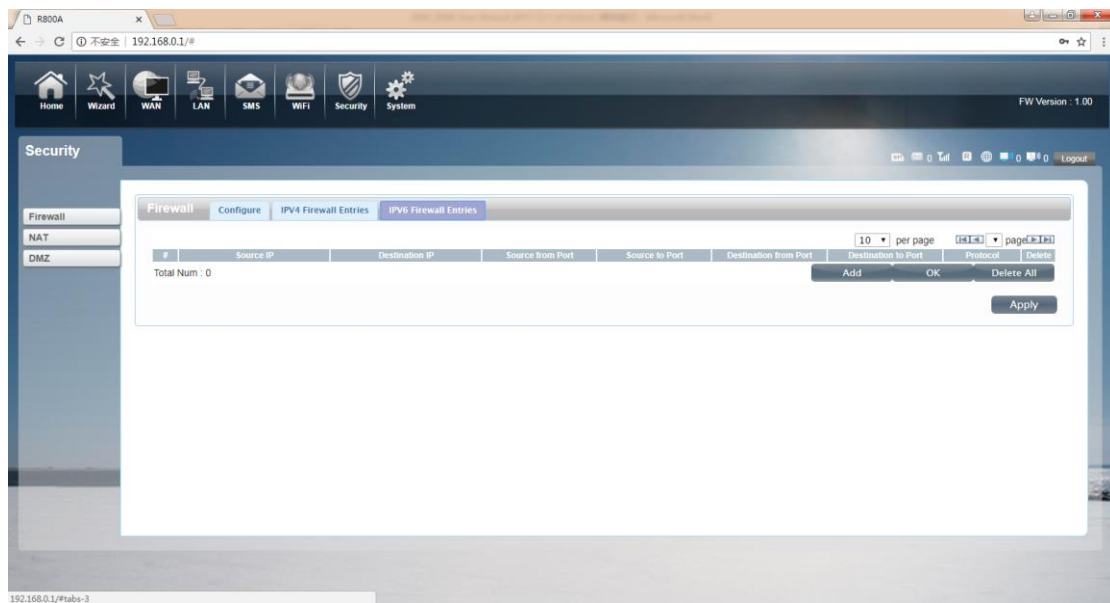 R800A
不安全 | 192.168.0.1/#
Home Wizard WAN LAN SMS WiFi Security System
FW Version : 1.00
Security
0 0 0 Logout
Firewall Configure IPV4 Firewall Entries IPV6 Firewall Entries
Firewall
NAT
DMZ
10 per page page
# Source IP Destination IP Source from Port Source to Port Destination from Port Destination to Port Protocol Delete
Total Num : 0 Add OK Delete All
Apply
192.168.0.1/#tabs-3